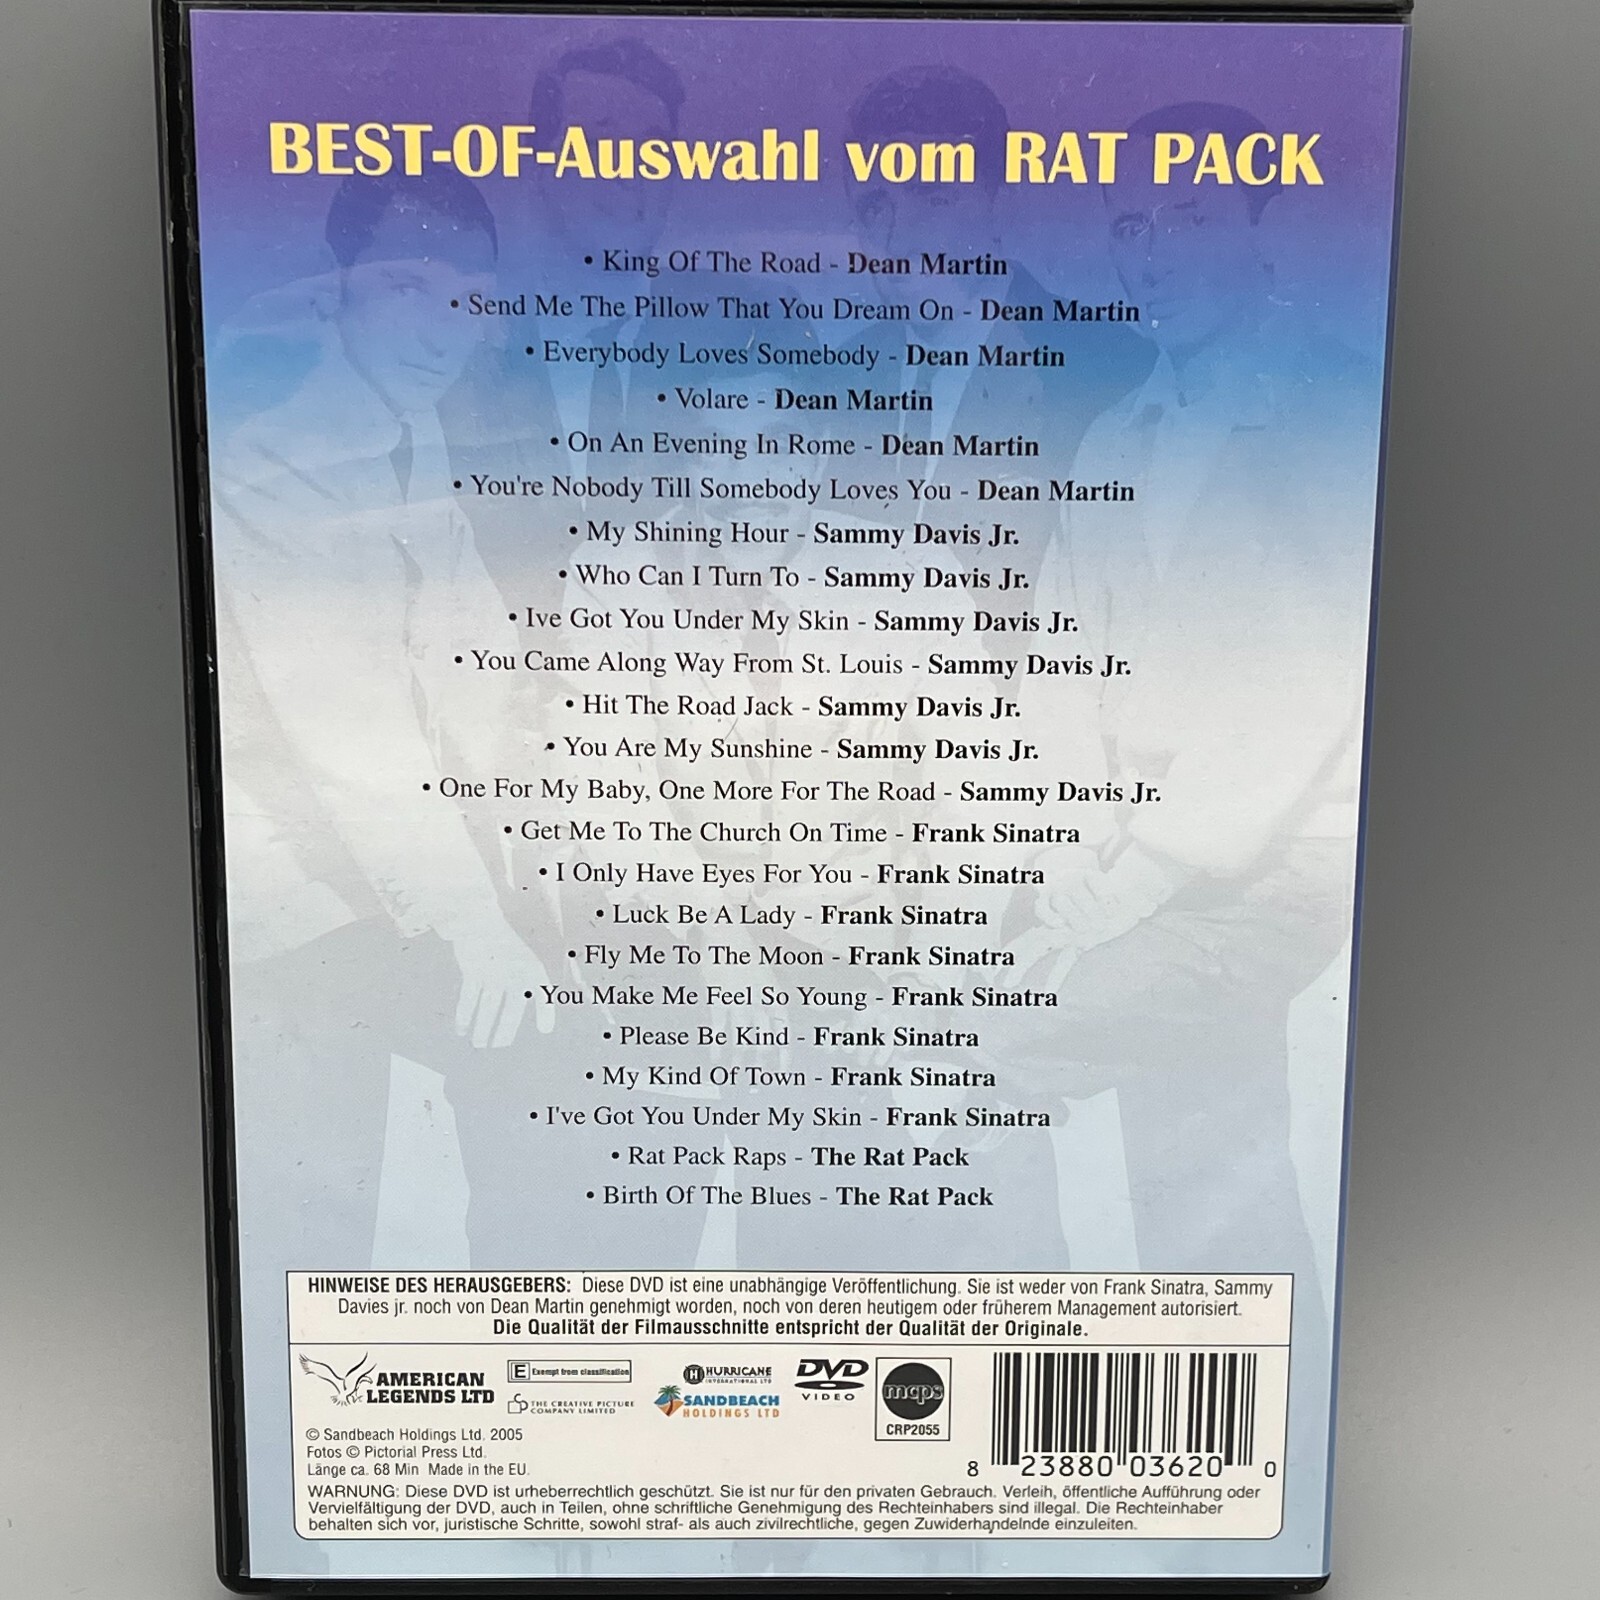 BEST-OF-Auswahl vom RAT PACK
• King Of The Road - Dean Martin
• Send Me The Pillow That You Dream On - Dean Martin
• Everybody Loves Somebody - Dean Martin
• Volare - Dean Martin
• On An Evening In Rome - Dean Martin
• You're Nobody Till Somebody Loves You - Dean Martin
• My Shining Hour - Sammy Davis Jr.
• Who Can I Turn To - Sammy Davis Jr.
• Ive Got You Under My Skin - Sammy Davis Jr.
• You Came Along Way From St. Louis - Sammy Davis Jr.
• Hit The Road Jack - Sammy Davis Jr.
• You Are My Sunshine - Sammy Davis Jr.
• One For My Baby, One More For The Road - Sammy Davis Jr.
• Get Me To The Church On Time - Frank Sinatra
• I Only Have Eyes For You - Frank Sinatra
• Luck Be A Lady - Frank Sinatra
• Fly Me To The Moon - Frank Sinatra
• You Make Me Feel So Young - Frank Sinatra
• Please Be Kind - Frank Sinatra
• My Kind Of Town - Frank Sinatra
• I've Got You Under My Skin - Frank Sinatra
• Rat Pack Raps - The Rat Pack
• Birth Of The Blues - The Rat Pack
HINWEISE DES HERAUSGEBERS: Diese DVD ist eine unabhängige Veröffentlichung. Sie ist weder von Frank Sinatra, Sammy
Davies jr. noch von Dean Martin genehmigt worden, noch von deren heutigem oder früherem Management autorisiert.
Die Qualität der Filmausschnitte entspricht der Qualität der Originale.
AMERICAN
LEGENDS LTD
E Exempt from classification
THE CREATIVE PICTURE
COMPANY LIMITED
H HURRICANE
INTERNATIONAL LTD
SANDBEACH
HOLDINGS LTD
DVD
VIDEO
mcps
CRP2055
8 23880 03620 0
© Sandbeach Holdings Ltd. 2005
Fotos © Pictorial Press Ltd.
Länge ca. 68 Min Made in the EU.
WARNUNG: Diese DVD ist urheberrechtlich geschützt. Sie ist nur für den privaten Gebrauch. Verleih, öffentliche Aufführung oder
Vervielfältigung der DVD, auch in Teilen, ohne schriftliche Genehmigung des Rechteinhabers sind illegal. Die Rechteinhaber
behalten sich vor, juristische Schritte, sowohl straf- als auch zivilrechtliche, gegen Zuwiderhandelnde einzuleiten.